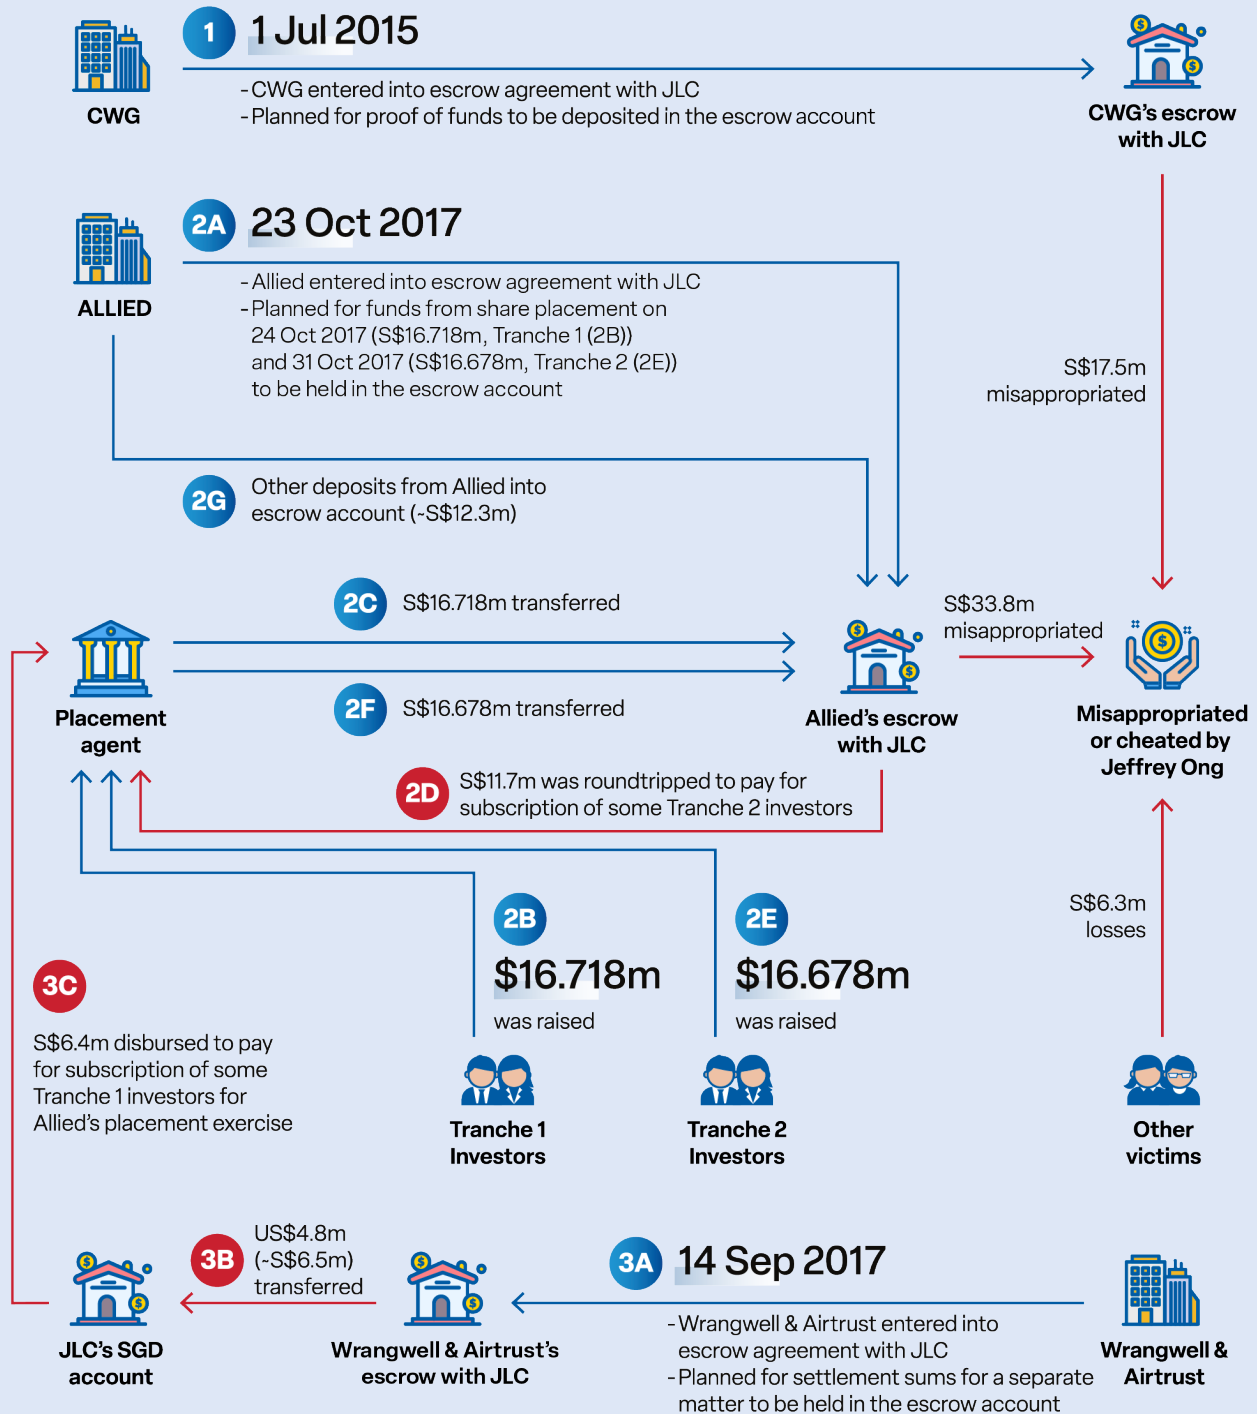 1
1 Jul 2015
CWG
- CWG entered into escrow agreement with JLC
- Planned for proof of funds to be deposited in the escrow account
CWG's escrow
with JLC
2A
23 Oct 2017
ALLIED
- Allied entered into escrow agreement with JLC
- Planned for funds from share placement on
24 Oct 2017 (S$16.718m, Tranche 1 (2B))
and 31 Oct 2017 (S$16.678m, Tranche 2 (2E))
to be held in the escrow account
S$17.5m
misappropriated
2G
Other deposits from Allied into
escrow account (~S$12.3m)
2C
S$16.718m transferred
2F
S$16.678m transferred
Placement
agent
Allied's escrow
with JLC
S$33.8m
misappropriated
Misappropriated
or cheated by
Jeffrey Ong
2D
S$11.7m was roundtripped to pay for
subscription of some Tranche 2 investors
2B
$16.718m
was raised
2E
$16.678m
was raised
S$6.3m
losses
3C
S$6.4m disbursed to pay
for subscription of some
Tranche 1 investors for
Allied's placement exercise
Tranche 1
Investors
Tranche 2
Investors
Other
victims
3B
US$4.8m
(~S$6.5m)
transferred
3A
14 Sep 2017
JLC's SGD
account
Wrangwell & Airtrust's
escrow with JLC
- Wrangwell & Airtrust entered into
escrow agreement with JLC
- Planned for settlement sums for a separate
matter to be held in the escrow account
Wrangwell &
Airtrust